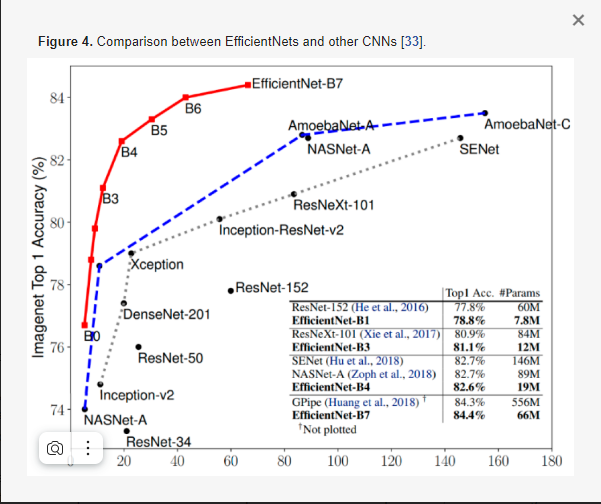 Figure 4. Comparison between EfficientNets and other CNNs [33].
Imagenet Top 1 Accuracy (%)
84
82
80
78
76
74
EfficientNet-B7
B6
B5
B4
B3
B0
AmoebaNet-A
AmoebaNet-C
NASNet-A
SENet
ResNeXt-101
Inception-ResNet-v2
Xception
ResNet-152
DenseNet-201
ResNet-50
Inception-v2
NASNet-A
ResNet-34
Top1 Acc. #Params
ResNet-152 (He et al., 2016) 77.8% 60M
EfficientNet-B1 78.8% 7.8M
ResNeXt-101 (Xie et al., 2017) 80.9% 84M
EfficientNet-B3 81.1% 12M
SENet (Hu et al., 2018) 82.7% 146M
NASNet-A (Zoph et al., 2018) 82.7% 89M
EfficientNet-B4 82.6% 19M
GPipe (Huang et al., 2018) † 84.3% 556M
EfficientNet-B7 84.4% 66M
†Not plotted
0 20 40 60 80 100 120 140 160 180